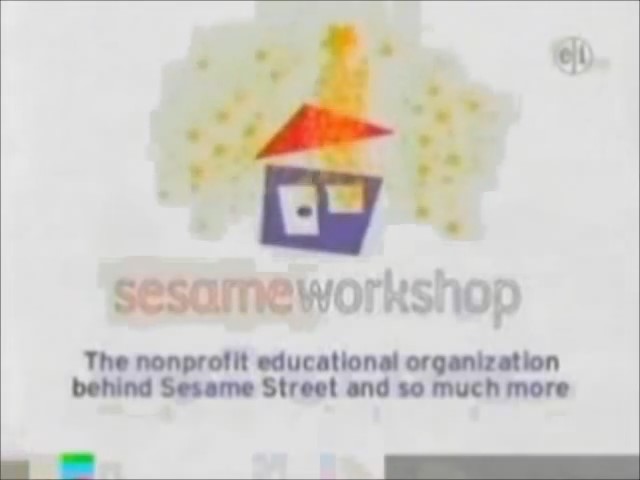 sesameworkshop
The nonprofit educational organization
behind Sesame Street and so much more